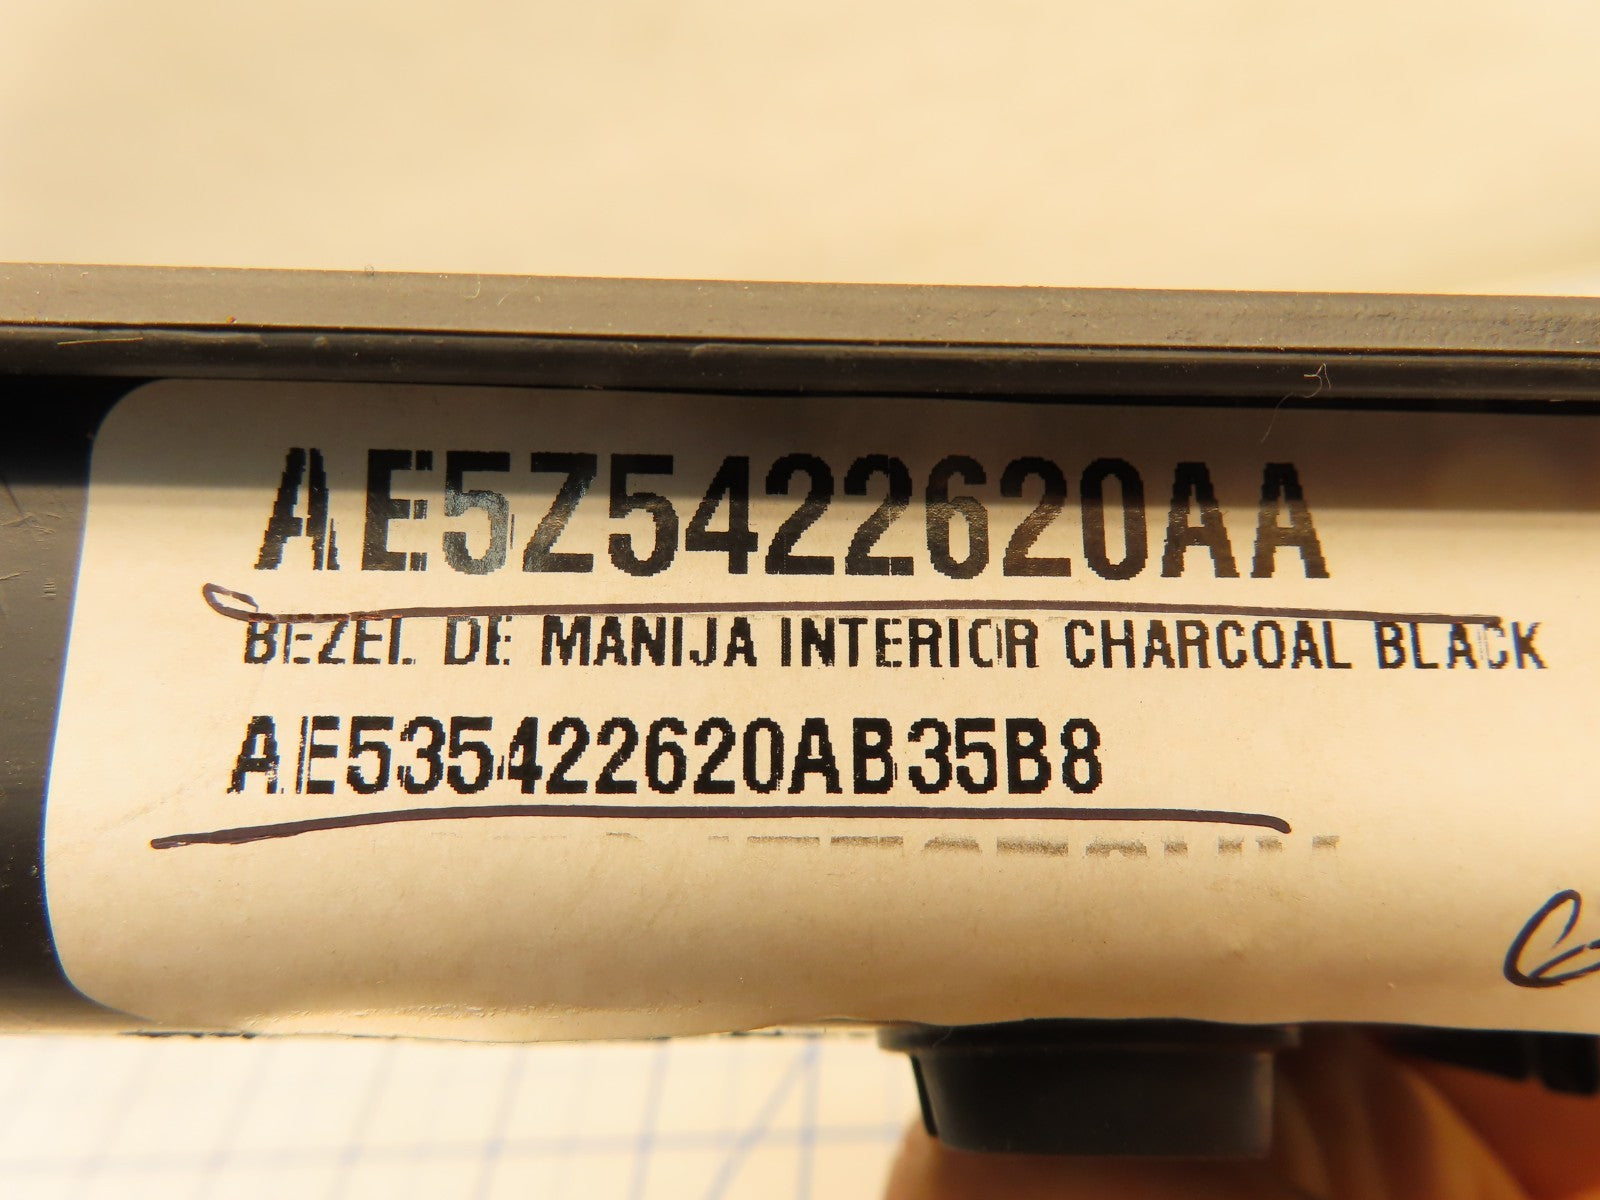 AE5Z5422620AA
BEZEL DE MANIJA INTERIOR CHARCOAL BLACK
AE535422620AB35B8